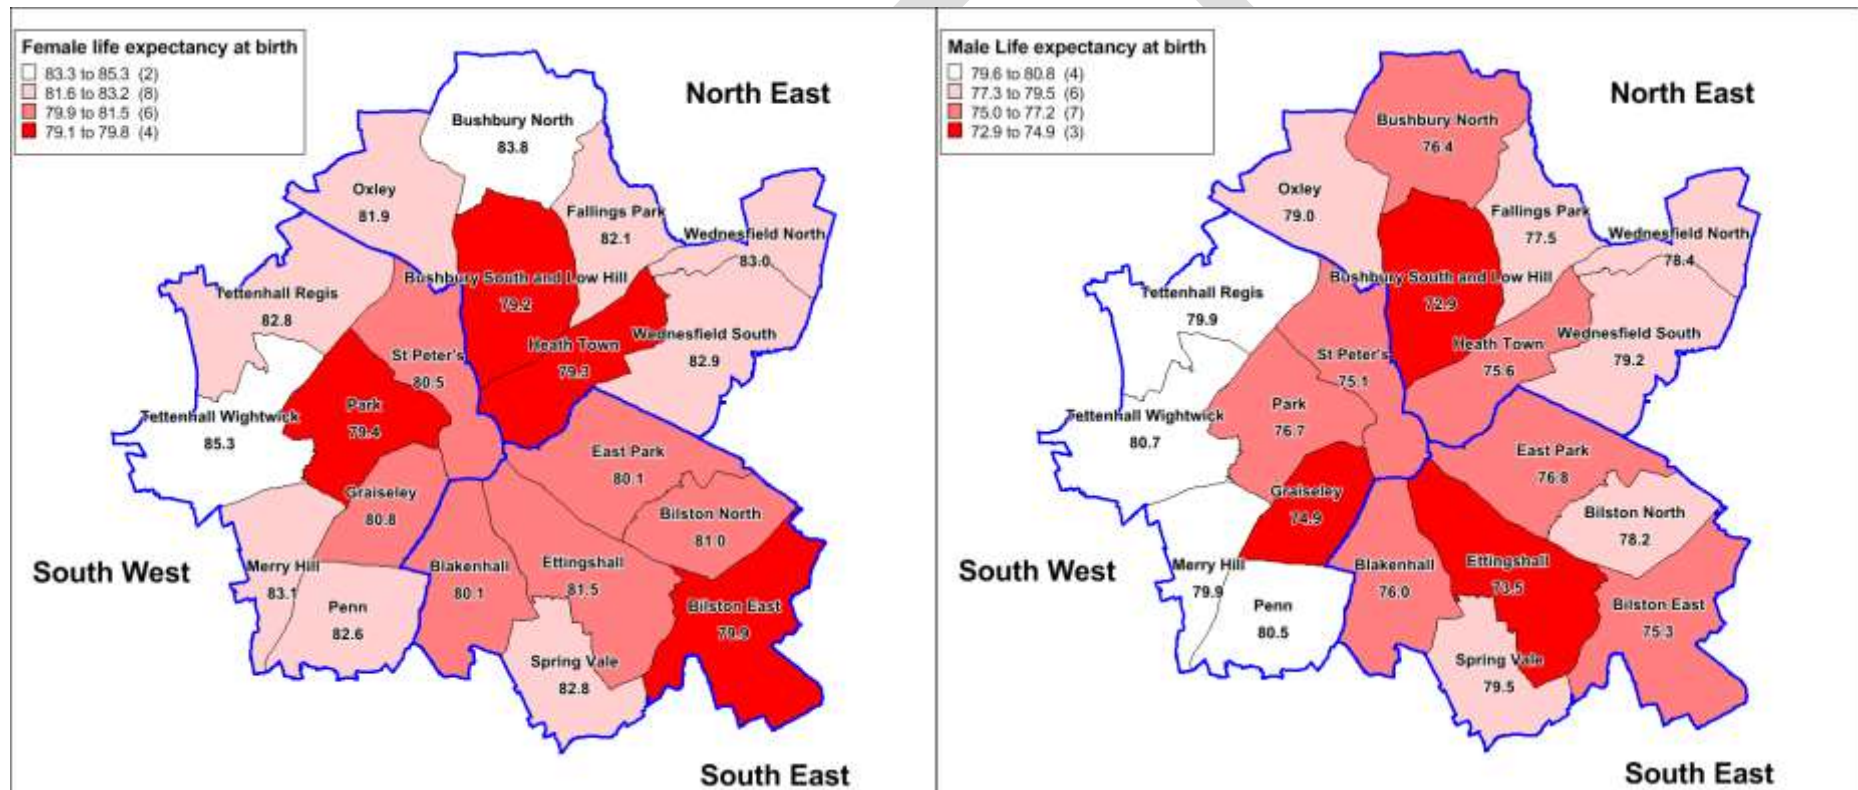 Female life expectancy at birth
83.3 to 85.3 (2)
81.6 to 83.2 (8)
79.9 to 81.5 (6)
79.1 to 79.8 (4)
North East
Bushbury North
83.8
Oxley
81.9
Fallings Park
82.1
Wednesfield North
83.0
Bushbury South and Low Hill
79.2
Tettenhall Regis
82.8
Wednesfield South
82.9
Heath Town
79.3
St Peter's
80.5
Park
79.4
Tettenhall Wightwick
85.3
East Park
80.1
Graiseley
80.8
Bilston North
81.0
South West
Merry Hill
83.1
Blakenhall
80.1
Ettingshall
81.5
Penn
82.6
Bilston East
79.9
Spring Vale
82.8
South East
Male Life expectancy at birth
79.6 to 80.8 (4)
77.3 to 79.5 (6)
75.0 to 77.2 (7)
72.9 to 74.9 (3)
North East
Bushbury North
76.4
Oxley
79.0
Fallings Park
77.5
Wednesfield North
78.4
Bushbury South and Low Hill
72.9
Tettenhall Regis
79.9
Wednesfield South
79.2
Heath Town
75.6
St Peter's
75.1
Park
76.7
Tettenhall Wightwick
80.7
East Park
76.8
Graiseley
74.9
Bilston North
78.2
South West
Merry Hill
79.9
Blakenhall
76.0
Ettingshall
73.5
Penn
80.5
Bilston East
75.3
Spring Vale
79.5
South East